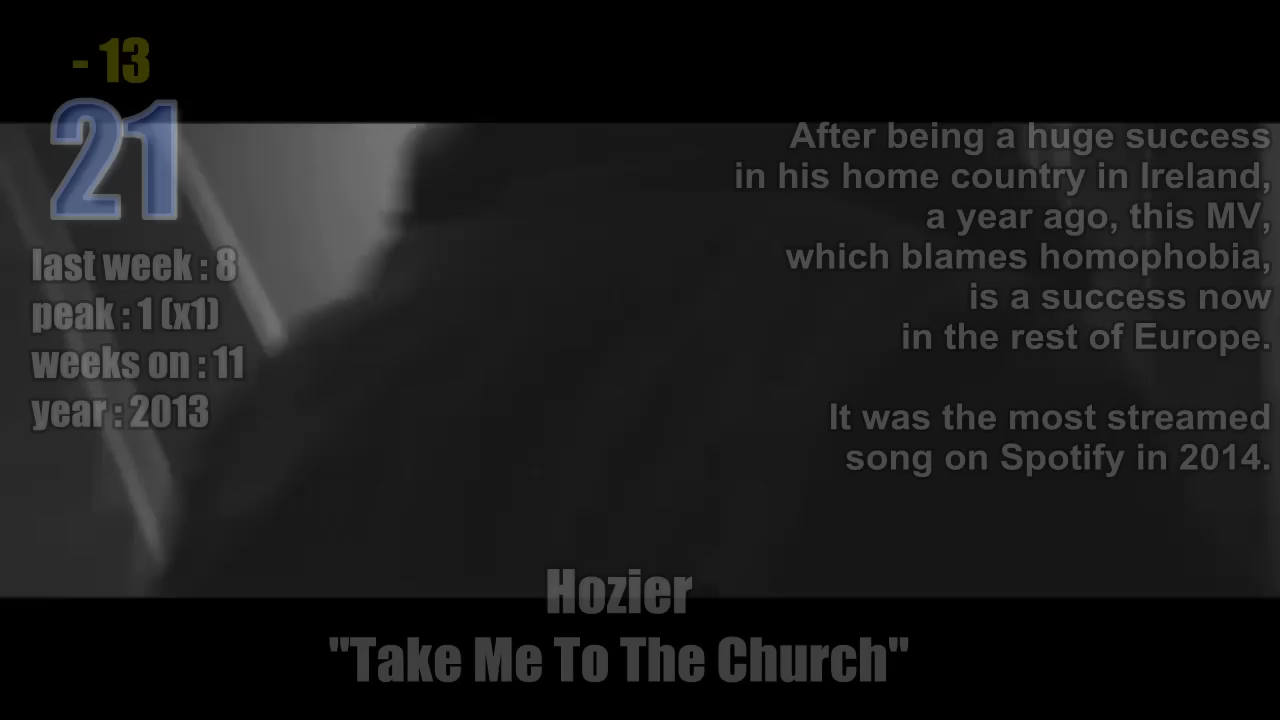 - 13
21
last week : 8
peak : 1 (x1)
weeks on : 11
year : 2013
After being a huge success
in his home country in Ireland,
a year ago, this MV,
which blames homophobia,
is a success now
in the rest of Europe.
It was the most streamed
song on Spotify in 2014.
Hozier
"Take Me To The Church"